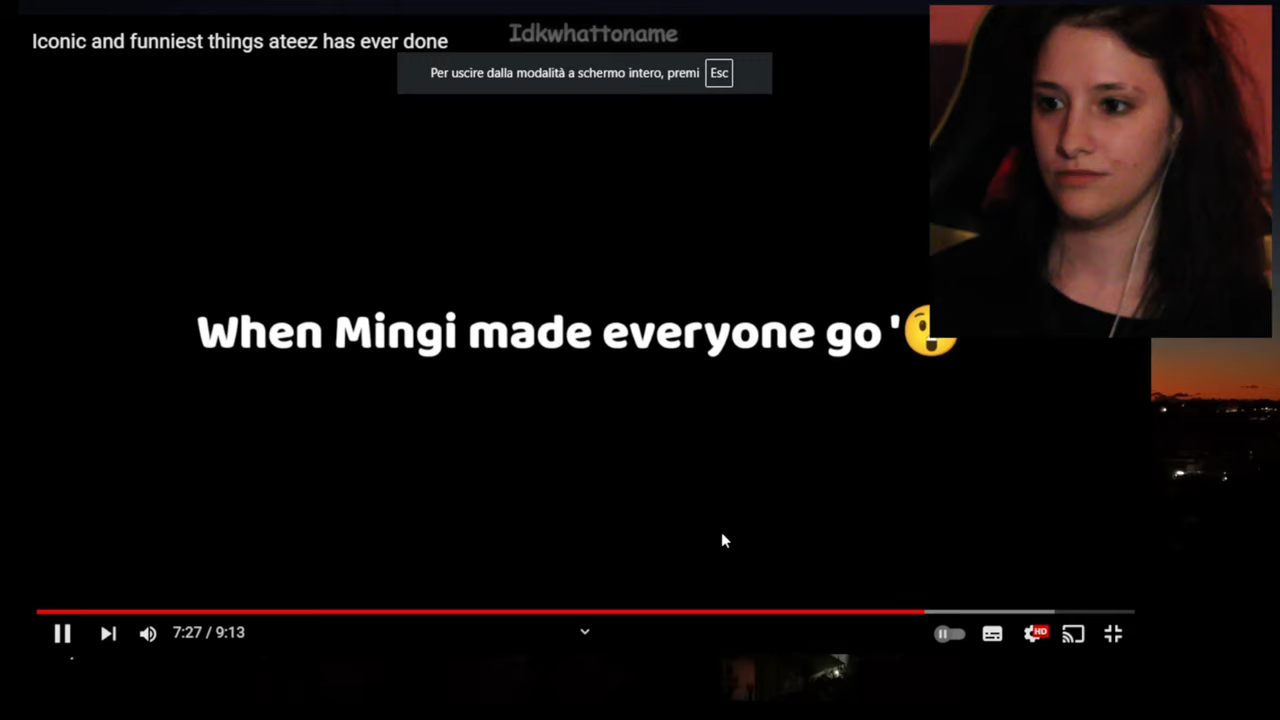 Idkwhattoname
Iconic and funniest things ateez has ever done
Per uscire dalla modalità a schermo intero, premi Esc
When Mingi made everyone go '😲
7:27 / 9:13
HD